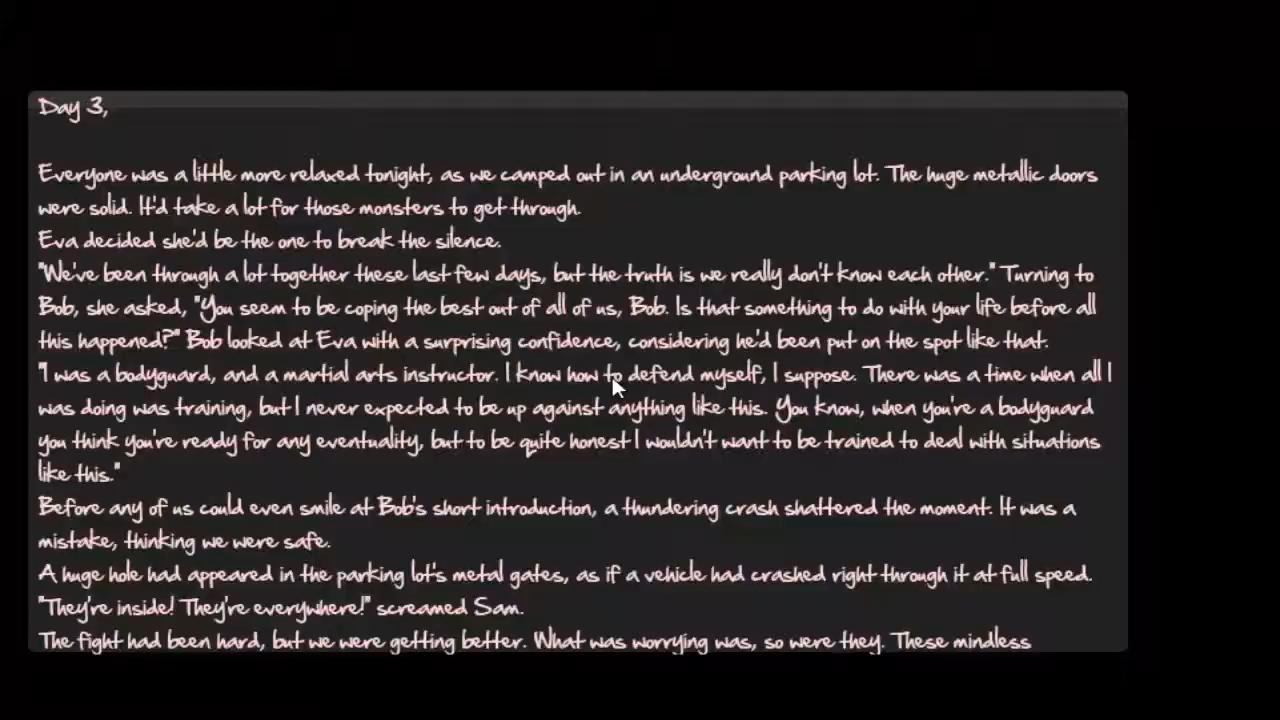 Day 3,
Everyone was a little more relaxed tonight, as we camped out in an underground parking lot. The huge metallic doors
were solid. It'd take a lot for those monsters to get through.
Eva decided she'd be the one to break the silence.
"We've been through a lot together these last few days, but the truth is we really don't know each other." Turning to
Bob, she asked, "You seem to be coping the best out of all of us, Bob. Is that something to do with your life before all
this happened?" Bob looked at Eva with a surprising confidence, considering he'd been put on the spot like that.
"I was a bodyguard, and a martial arts instructor. I know how to defend myself, I suppose. There was a time when all I
was doing was training, but I never expected to be up against anything like this. You know, when you're a bodyguard
you think you're ready for any eventuality, but to be quite honest I wouldn't want to be trained to deal with situations
like this."
Before any of us could even smile at Bob's short introduction, a thundering crash shattered the moment. It was a
mistake, thinking we were safe.
A huge hole had appeared in the parking lot's metal gates, as if a vehicle had crashed right through it at full speed.
"They're inside! They're everywhere!" screamed Sam.
The fight had been hard, but we were getting better. What was worrying was, so were they. These mindless